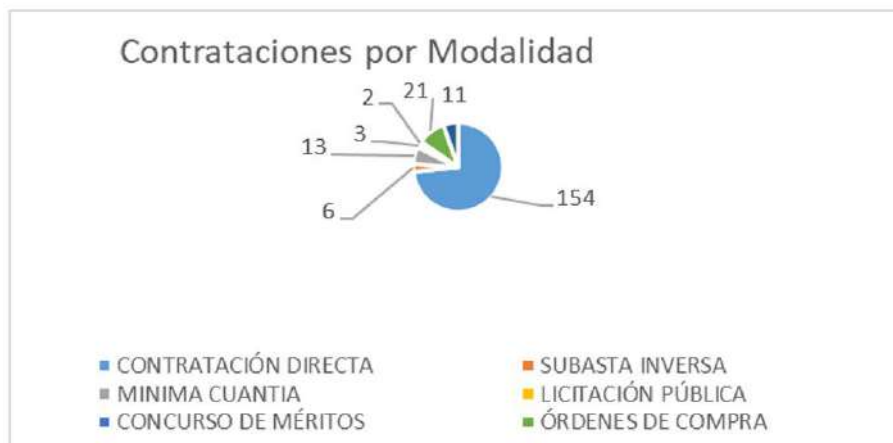 Contrataciones por Modalidad
2
21
11
3
13
6
154
CONTRATACIÓN DIRECTA
SUBASTA INVERSA
MINIMA CUANTIA
LICITACIÓN PÚBLICA
CONCURSO DE MÉRITOS
ÓRDENES DE COMPRA